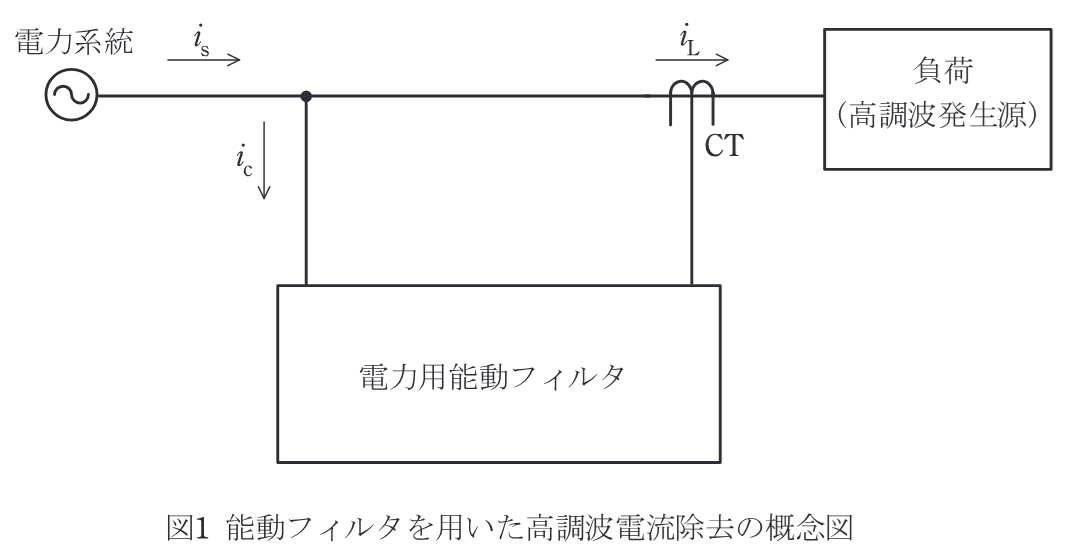 電力系統
i_s
i_L
負荷
(高調波発生源)
CT
i_c
電力用能動フィルタ
図1 能動フィルタを用いた高調波電流除去の概念図